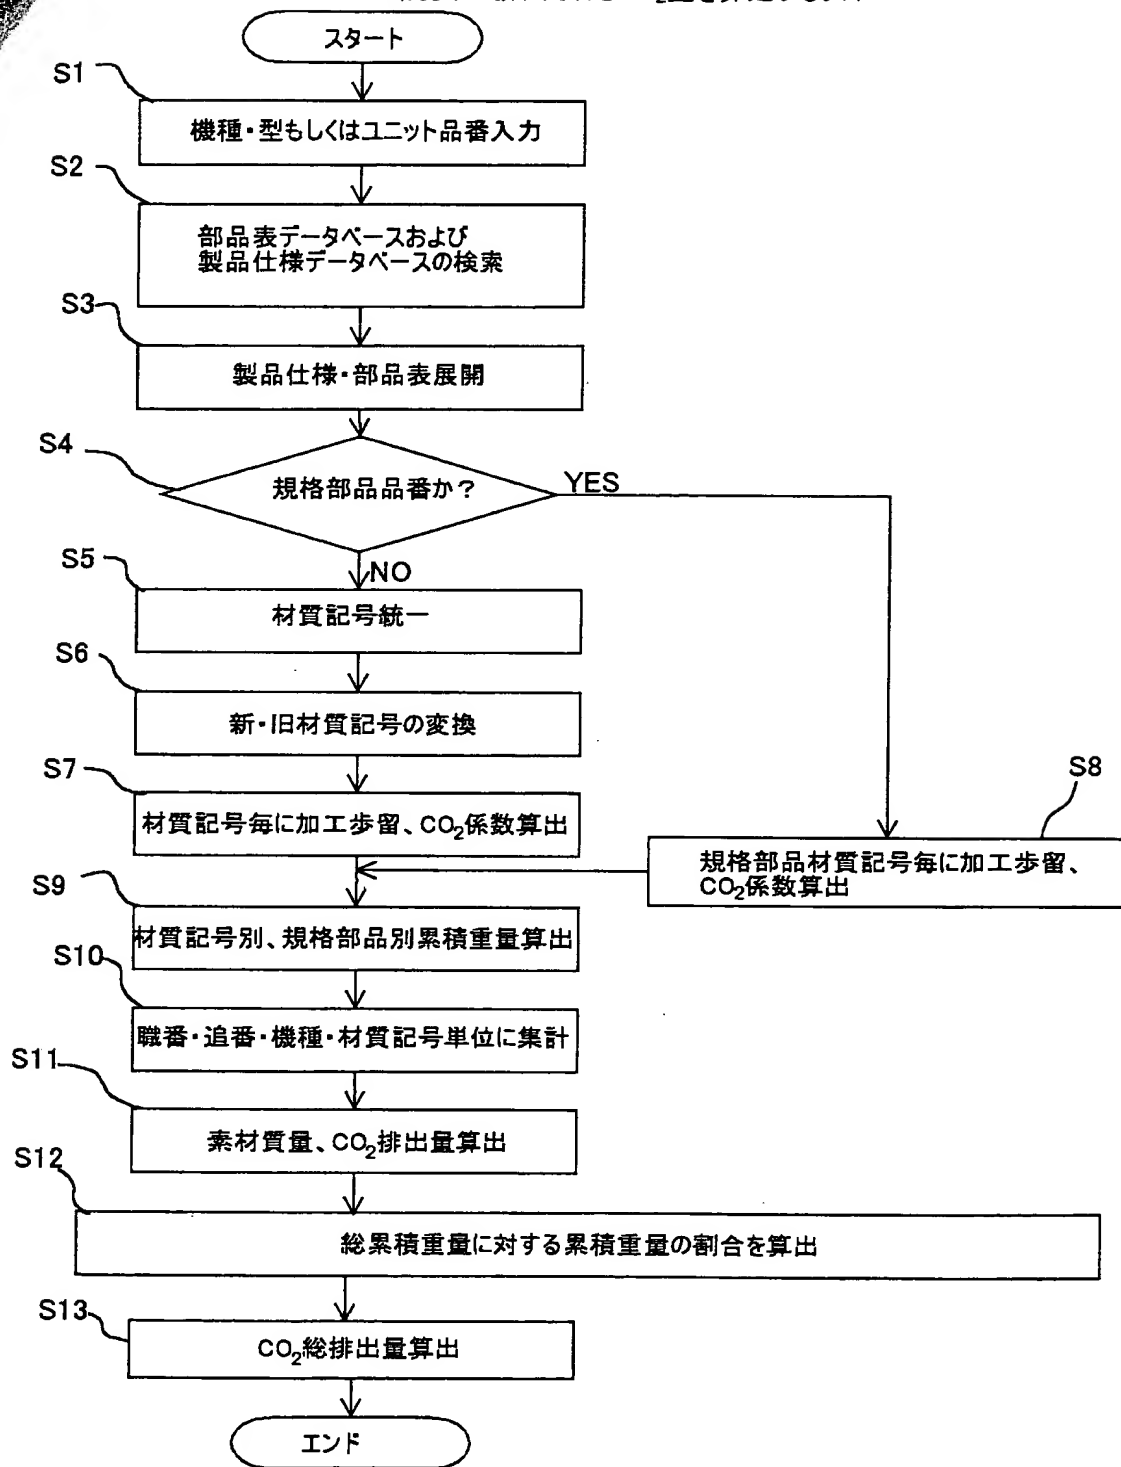 ₂量を算定する
スタート
S1
機種・型もしくはユニット品番入力
S2
部品表データベースおよび
製品仕様データベースの検索
S3
製品仕様・部品表展開
S4
規格部品品番か？
YES
NO
S5
材質記号統一
S6
新・旧材質記号の変換
S7
材質記号毎に加工歩留、CO₂係数算出
S8
規格部品材質記号毎に加工歩留、
CO₂係数算出
S9
材質記号別、規格部品別累積重量算出
S10
職番・追番・機種・材質記号単位に集計
S11
素材質量、CO₂排出量算出
S12
総累積重量に対する累積重量の割合を算出
S13
CO₂総排出量算出
エンド